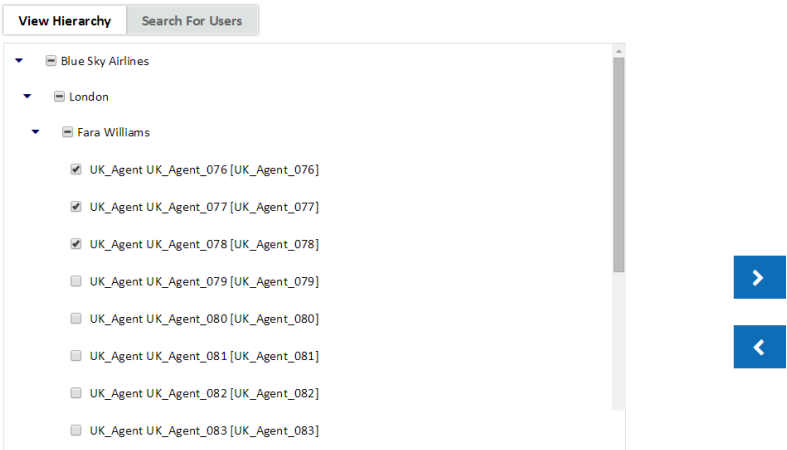 View Hierarchy Search For Users
Blue Sky Airlines
London
Fara Williams
UK_Agent UK_Agent_076 [UK_Agent_076]
UK_Agent UK_Agent_077 [UK_Agent_077]
UK_Agent UK_Agent_078 [UK_Agent_078]
UK_Agent UK_Agent_079 [UK_Agent_079]
UK_Agent UK_Agent_080 [UK_Agent_080]
UK_Agent UK_Agent_081 [UK_Agent_081]
UK_Agent UK_Agent_082 [UK_Agent_082]
UK_Agent UK_Agent_083 [UK_Agent_083]